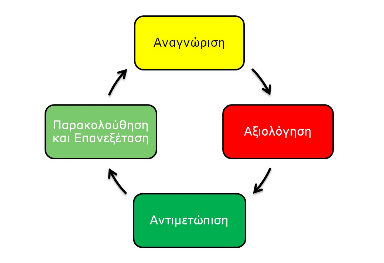 Αναγνώριση
Αξιολόγηση
Αντιμετώπιση
Παρακολούθηση
και Επανεξέταση